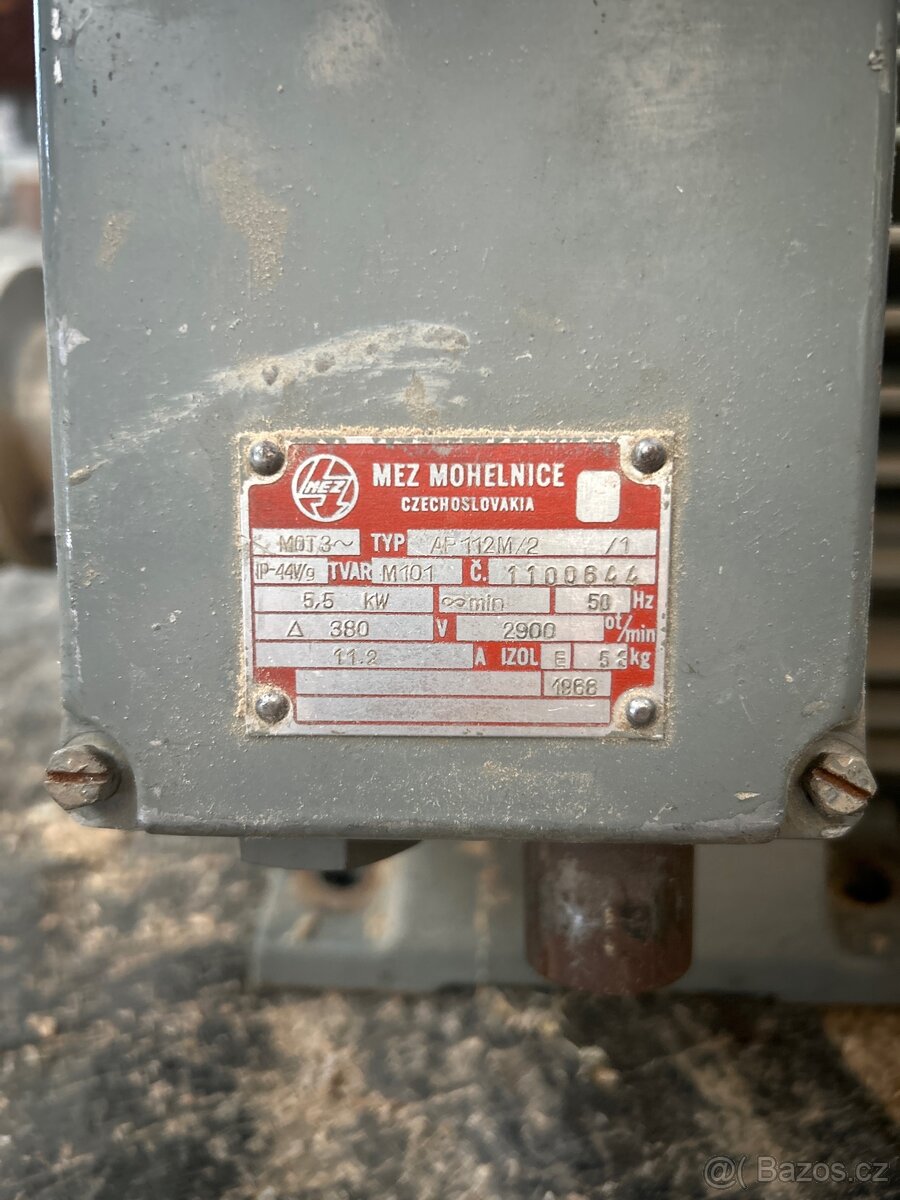 MEZ
MEZ MOHELNICE
CZECHOSLOVAKIA
MOT 3~ TYP AP 112M/2 /1
IP-44V/g TVAR M101 Č. 1100644
5,5 kW ∞min 50 Hz
Δ 380 V 2900 ot/min
11.2 A IZOL E 53 kg
1966
@( Bazos.cz